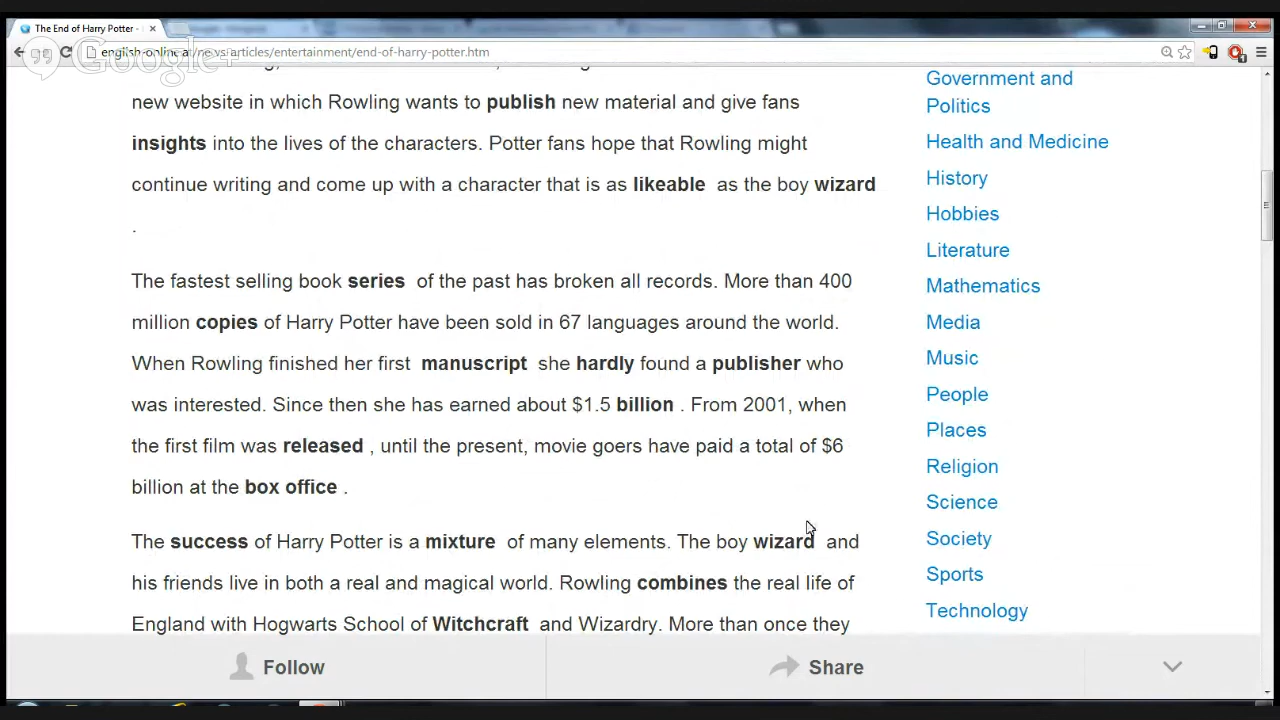 The End of Harry Potter -
Google+
english-online.at/news-articles/entertainment/end-of-harry-potter.htm
new website in which Rowling wants to publish new material and give fans
insights into the lives of the characters. Potter fans hope that Rowling might
continue writing and come up with a character that is as likeable as the boy wizard
.
The fastest selling book series of the past has broken all records. More than 400
million copies of Harry Potter have been sold in 67 languages around the world.
When Rowling finished her first manuscript she hardly found a publisher who
was interested. Since then she has earned about $1.5 billion . From 2001, when
the first film was released , until the present, movie goers have paid a total of $6
billion at the box office .
The success of Harry Potter is a mixture of many elements. The boy wizard and
his friends live in both a real and magical world. Rowling combines the real life of
England with Hogwarts School of Witchcraft and Wizardry. More than once they
Government and
Politics
Health and Medicine
History
Hobbies
Literature
Mathematics
Media
Music
People
Places
Religion
Science
Society
Sports
Technology
Follow
Share